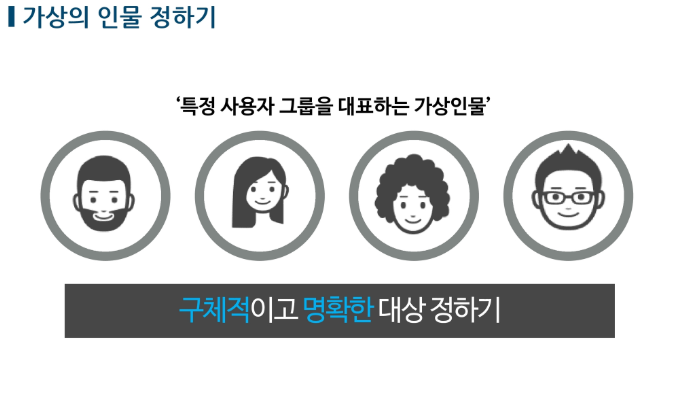 가상의 인물 정하기
‘특정 사용자 그룹을 대표하는 가상인물’
구체적이고 명확한 대상 정하기